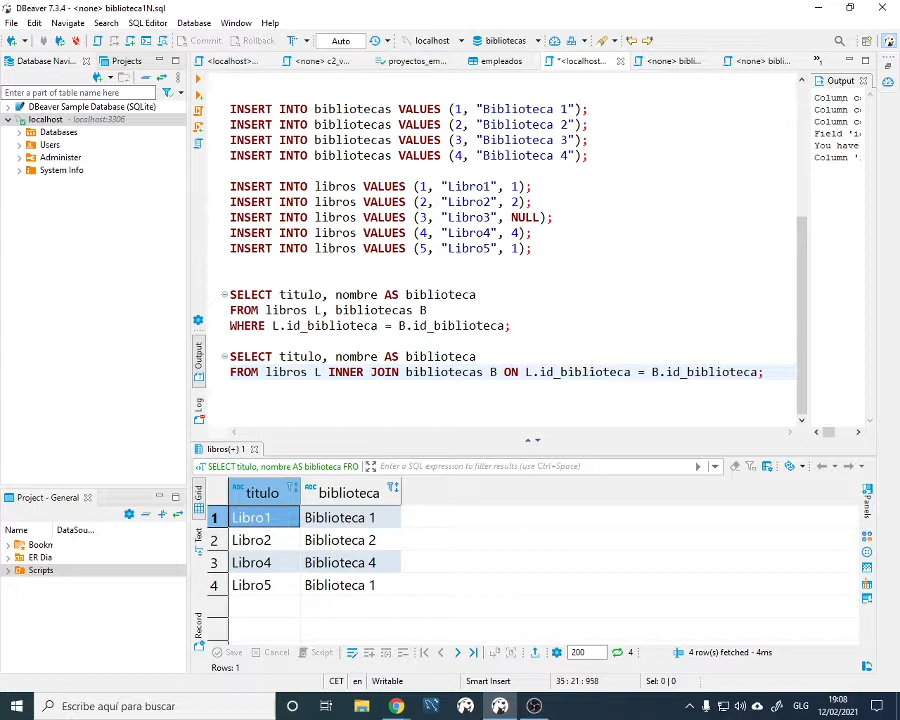 DBeaver 7.3.4 - <none> biblioteca1N.sql
File Edit Navigate Search SQL Editor Database Window Help
Commit Rollback Auto localhost bibliotecas
Database Nav... Projects
<localhost>... <none> c2_v... proyectos_em... empleados *<localhost... <none> bibli... <none> bibl...
Output
Enter a part of table name here
DBeaver Sample Database (SQLite)
localhost - localhost:3306
Databases
Users
Administer
System Info
Column c
Column c
Column c
Field 'i
You have
Column '
INSERT INTO bibliotecas VALUES (1, "Biblioteca 1");
INSERT INTO bibliotecas VALUES (2, "Biblioteca 2");
INSERT INTO bibliotecas VALUES (3, "Biblioteca 3");
INSERT INTO bibliotecas VALUES (4, "Biblioteca 4");
INSERT INTO libros VALUES (1, "Libro1", 1);
INSERT INTO libros VALUES (2, "Libro2", 2);
INSERT INTO libros VALUES (3, "Libro3", NULL);
INSERT INTO libros VALUES (4, "Libro4", 4);
INSERT INTO libros VALUES (5, "Libro5", 1);
SELECT titulo, nombre AS biblioteca
FROM libros L, bibliotecas B
WHERE L.id_biblioteca = B.id_biblioteca;
SELECT titulo, nombre AS biblioteca
FROM libros L INNER JOIN bibliotecas B ON L.id_biblioteca = B.id_biblioteca;
Output
Log
libros(+) 1
SELECT titulo, nombre AS biblioteca FRO Enter a SQL expression to filter results (use Ctrl+Space)
Grid
Text
Record
Panels
titulo biblioteca
1 Libro1 Biblioteca 1
2 Libro2 Biblioteca 2
3 Libro4 Biblioteca 4
4 Libro5 Biblioteca 1
Project - General
Name DataSou...
Bookm
ER Dia
Scripts
Save Cancel Script 200 4 4 row(s) fetched - 4ms
Rows: 1
CET en Writable Smart Insert 35 : 21 : 958 Sel: 0 | 0
Escribe aquí para buscar
GLG
19:08
12/02/2021